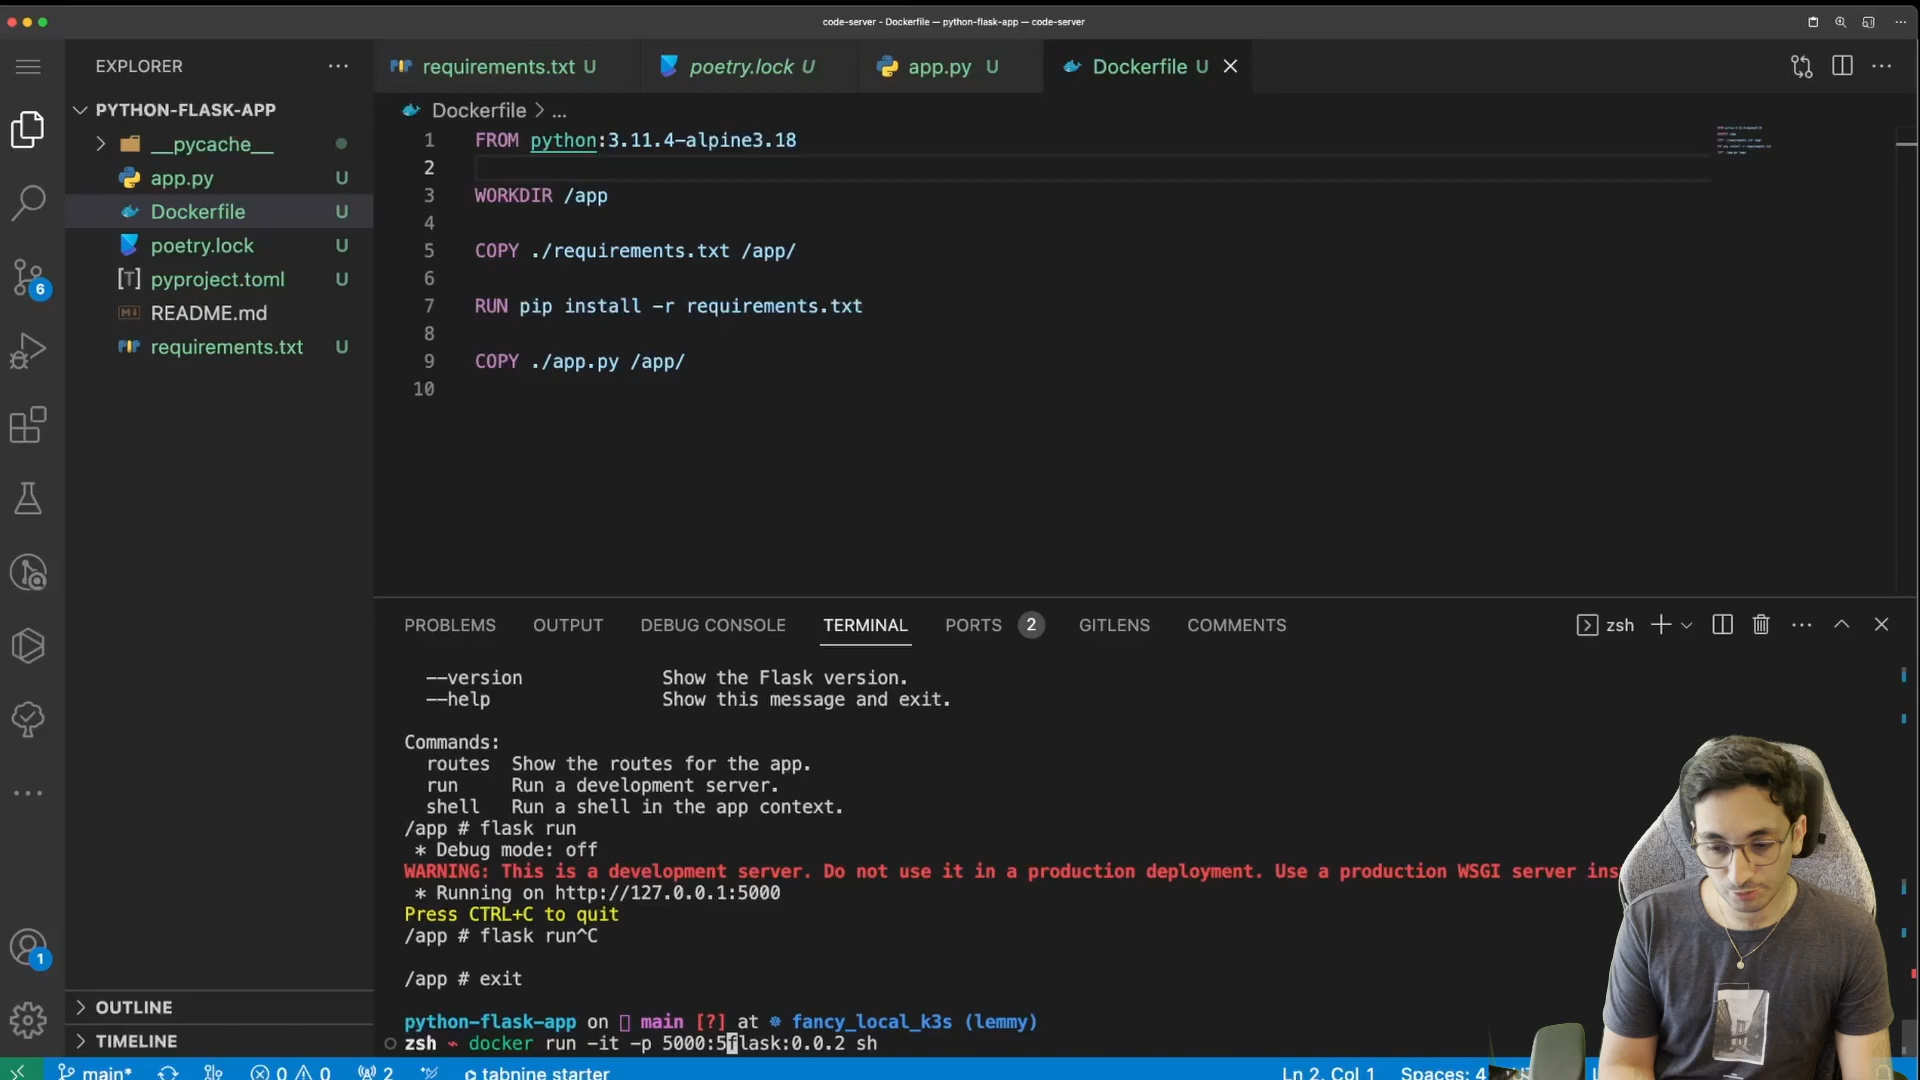 code-server - Dockerfile — python-flask-app — code-server
EXPLORER
PYTHON-FLASK-APP
__pycache__
app.py U
Dockerfile U
poetry.lock U
pyproject.toml U
README.md
requirements.txt U
OUTLINE
TIMELINE
6
1
requirements.txt U
poetry.lock U
app.py U
Dockerfile U
Dockerfile > ...
1 FROM python:3.11.4-alpine3.18
2
3 WORKDIR /app
4
5 COPY ./requirements.txt /app/
6
7 RUN pip install -r requirements.txt
8
9 COPY ./app.py /app/
10
PROBLEMS OUTPUT DEBUG CONSOLE TERMINAL PORTS 2 GITLENS COMMENTS
zsh
--version Show the Flask version.
--help Show this message and exit.
Commands:
routes Show the routes for the app.
run Run a development server.
shell Run a shell in the app context.
/app # flask run
* Debug mode: off
WARNING: This is a development server. Do not use it in a production deployment. Use a production WSGI server ins
* Running on http://127.0.0.1:5000
Press CTRL+C to quit
/app # flask run^C
/app # exit
python-flask-app on main [?] at fancy_local_k3s (lemmy)
zsh docker run -it -p 5000:5flask:0.0.2 sh
main* 0 0 2 tabnine starter Ln 2, Col 1 Spaces: 4